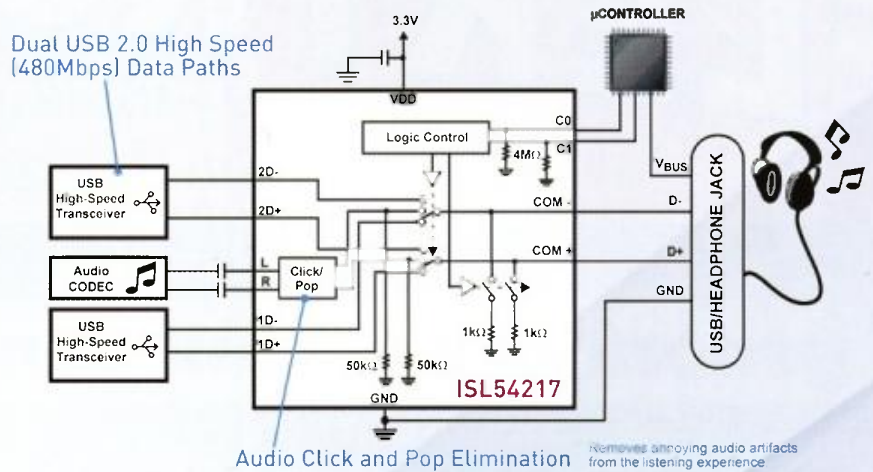 3.3V
µCONTROLLER
Dual USB 2.0 High Speed
(480Mbps) Data Paths
VDD
Logic Control
C0
C1
4MΩ
VBUS
USB
High-Speed
Transceiver
2D-
2D+
COM -
D-
COM +
D+
Audio
CODEC
L
R
Click/
Pop
GND
USB/HEADPHONE JACK
USB
High-Speed
Transceiver
1D-
1D+
1kΩ
1kΩ
50kΩ
50kΩ
ISL54217
GND
Audio Click and Pop Elimination
Removes annoying audio artifacts
from the listening experience